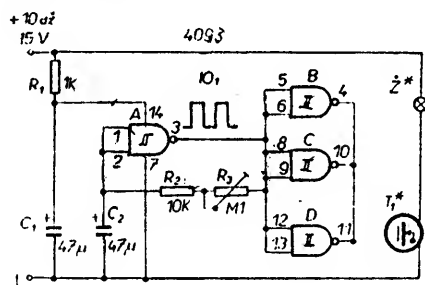 +10 až
15 V
4093
R₁
1K
A
14
1
2
3
7
IO₁
5
6
B
4
8
9
C
10
12
13
D
11
Ž*
T₁*
R₂
10K
R₃
M1
C₁
+
47μ
C₂
+
47μ